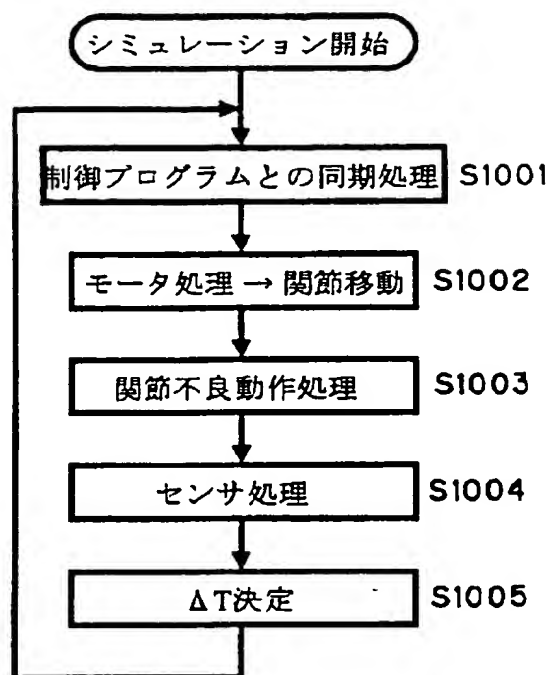 シミュレーション開始
制御プログラムとの同期処理 S1001
モータ処理 → 関節移動 S1002
関節不良動作処理 S1003
センサ処理 S1004
ΔT決定 S1005